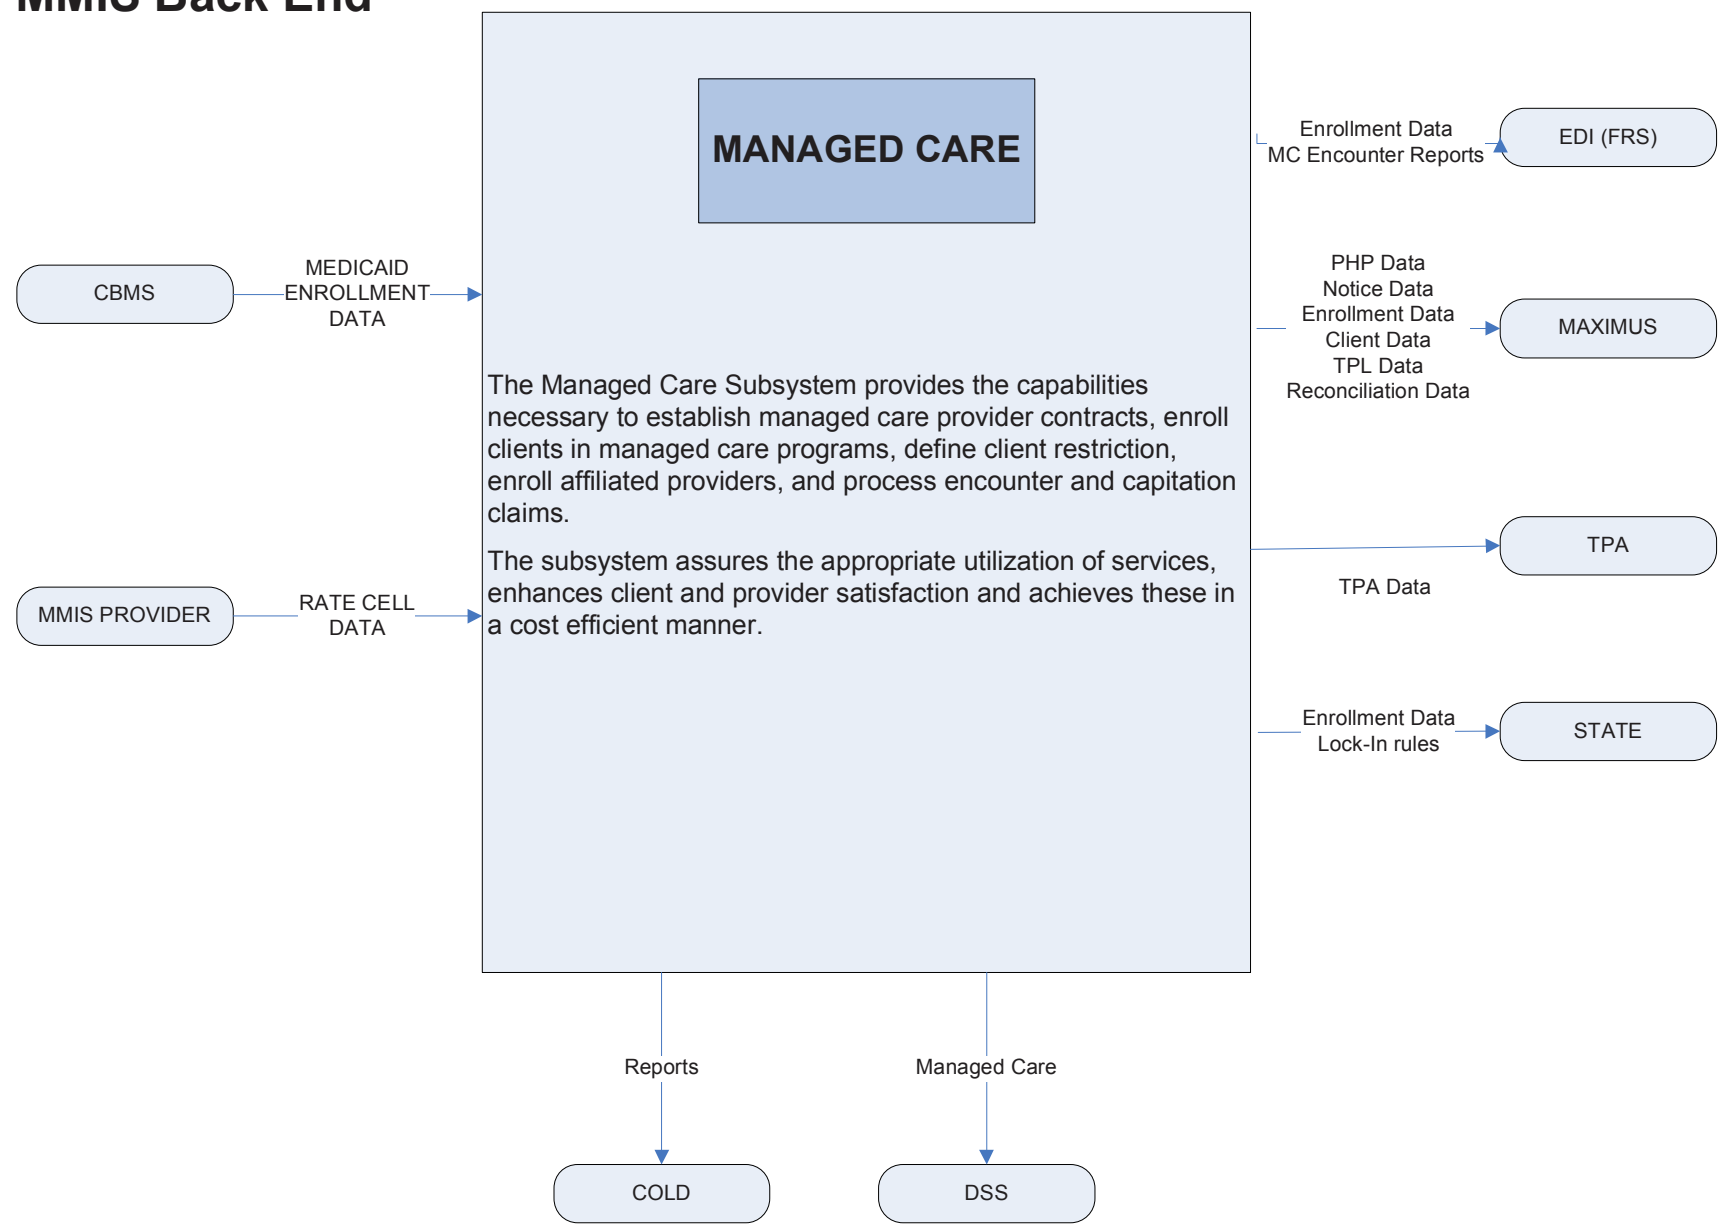 MMIS Back End
MANAGED CARE
Enrollment Data
MC Encounter Reports
EDI (FRS)
CBMS
MEDICAID
ENROLLMENT
DATA
PHP Data
Notice Data
Enrollment Data
Client Data
TPL Data
Reconciliation Data
MAXIMUS
The Managed Care Subsystem provides the capabilities
necessary to establish managed care provider contracts, enroll
clients in managed care programs, define client restriction,
enroll affiliated providers, and process encounter and capitation
claims.
The subsystem assures the appropriate utilization of services,
enhances client and provider satisfaction and achieves these in
a cost efficient manner.
TPA
TPA Data
MMIS PROVIDER
RATE CELL
DATA
Enrollment Data
Lock-In rules
STATE
Reports
Managed Care
COLD
DSS